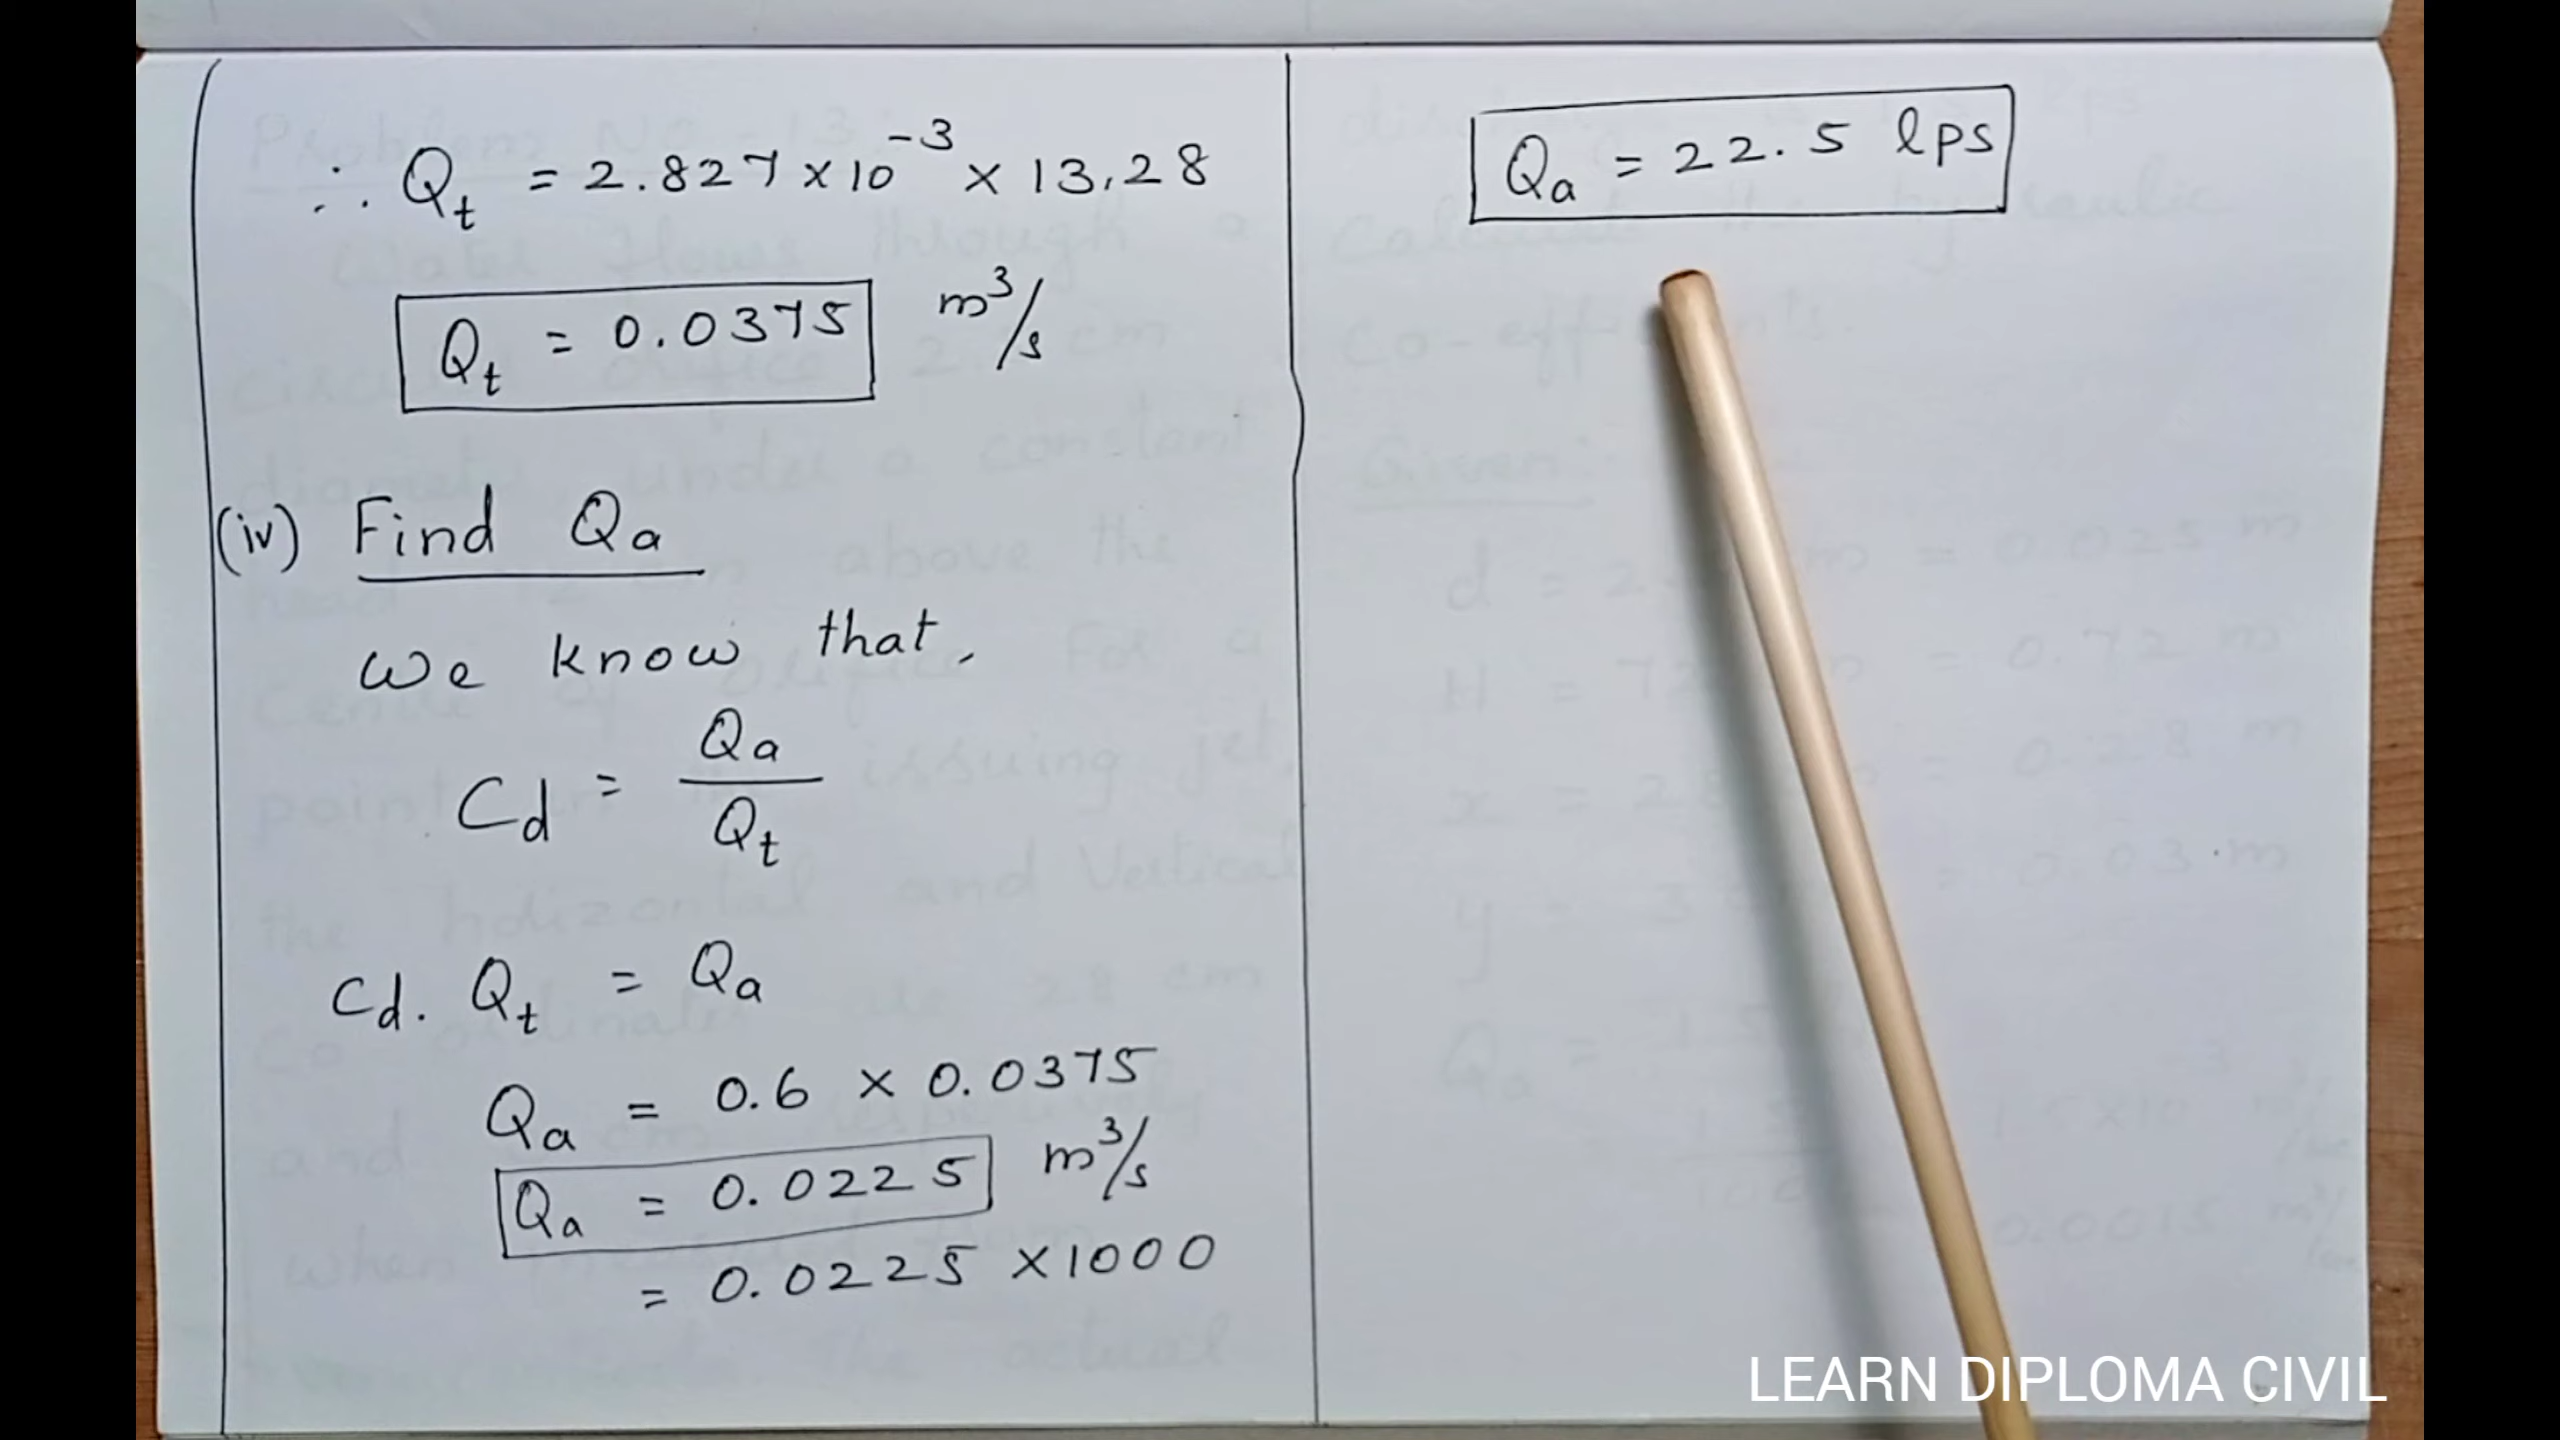 ∴ Qt = 2.827 × 10⁻³ × 13.28
Qt = 0.0375 m³/s
(iv) Find Qa
We know that,
Cd = Qa / Qt
Cd. Qt = Qa
Qa = 0.6 × 0.0375
Qa = 0.0225 m³/s
= 0.0225 × 1000
Qa = 22.5 lps
LEARN DIPLOMA CIVIL